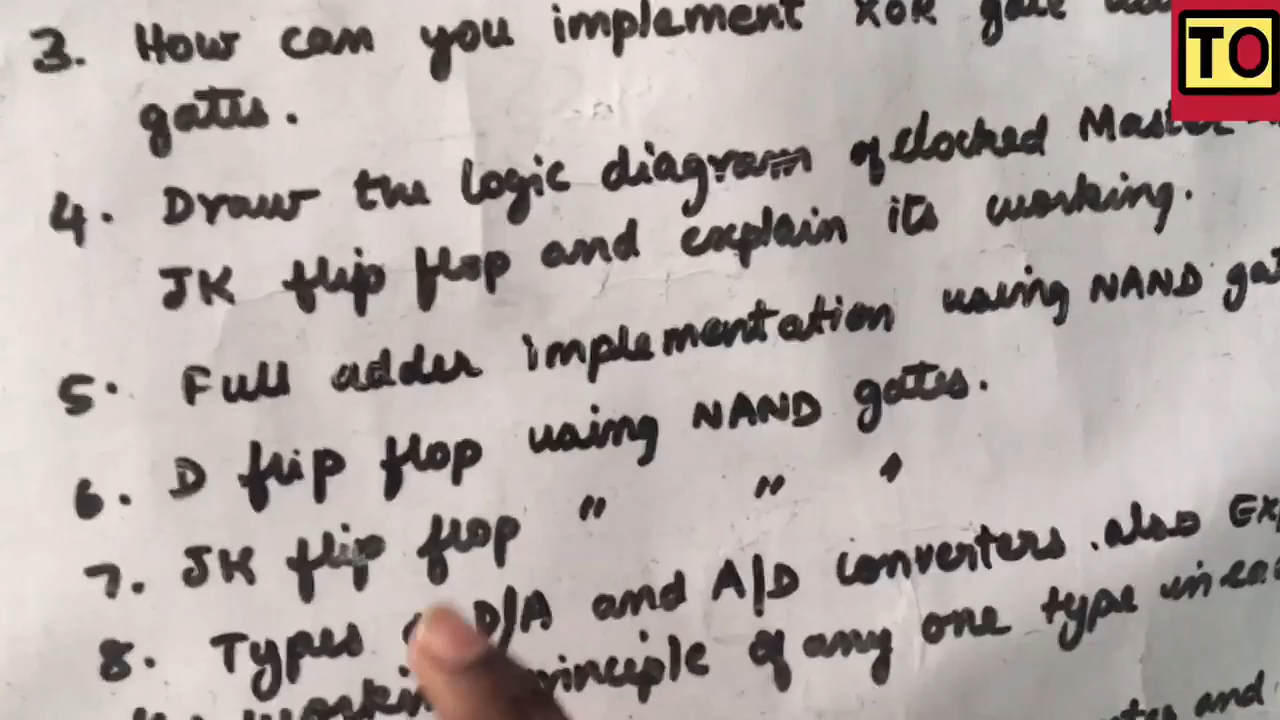 3. How can you implement XOR gate
TO
gates.
4. Draw the logic diagram of clocked Master
JK flip flop and explain its working.
5. Full adder implementation using NAND
6. D flip flop using NAND gates.
7. JK flip flop " " "
8. Types D/A and A/D converters. also
principle of any one type in
and